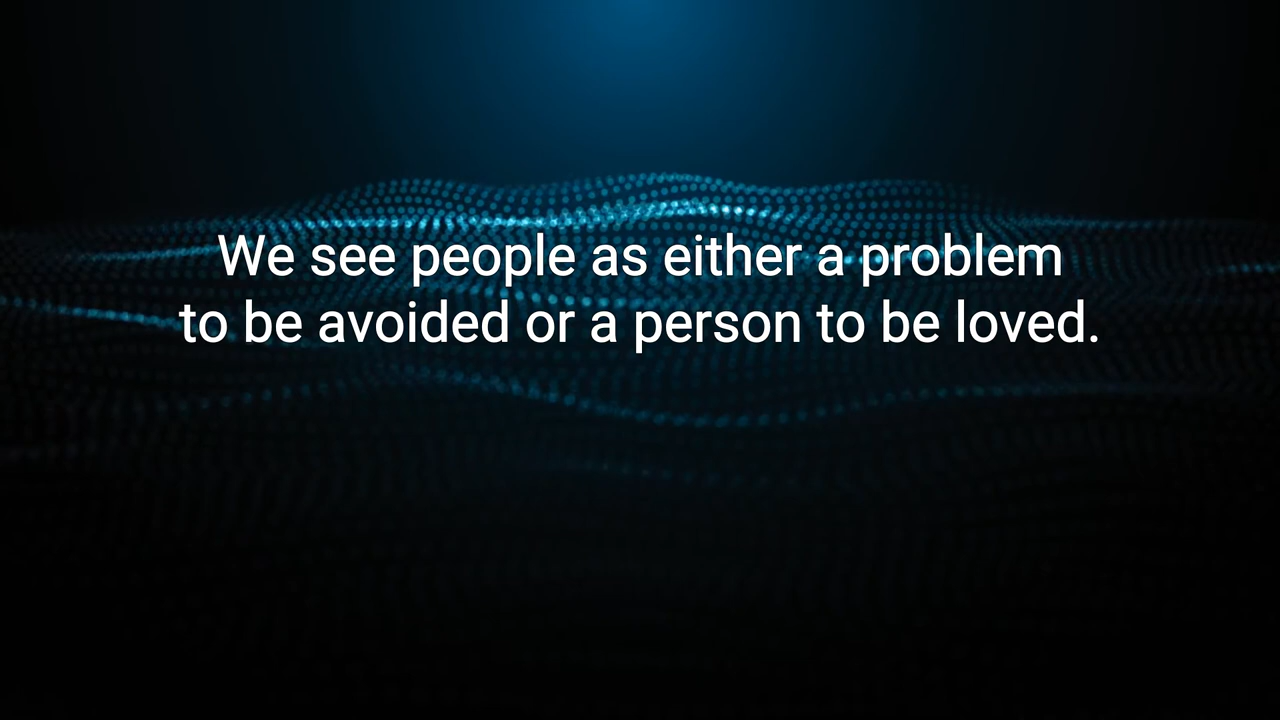 We see people as either a problem
to be avoided or a person to be loved.